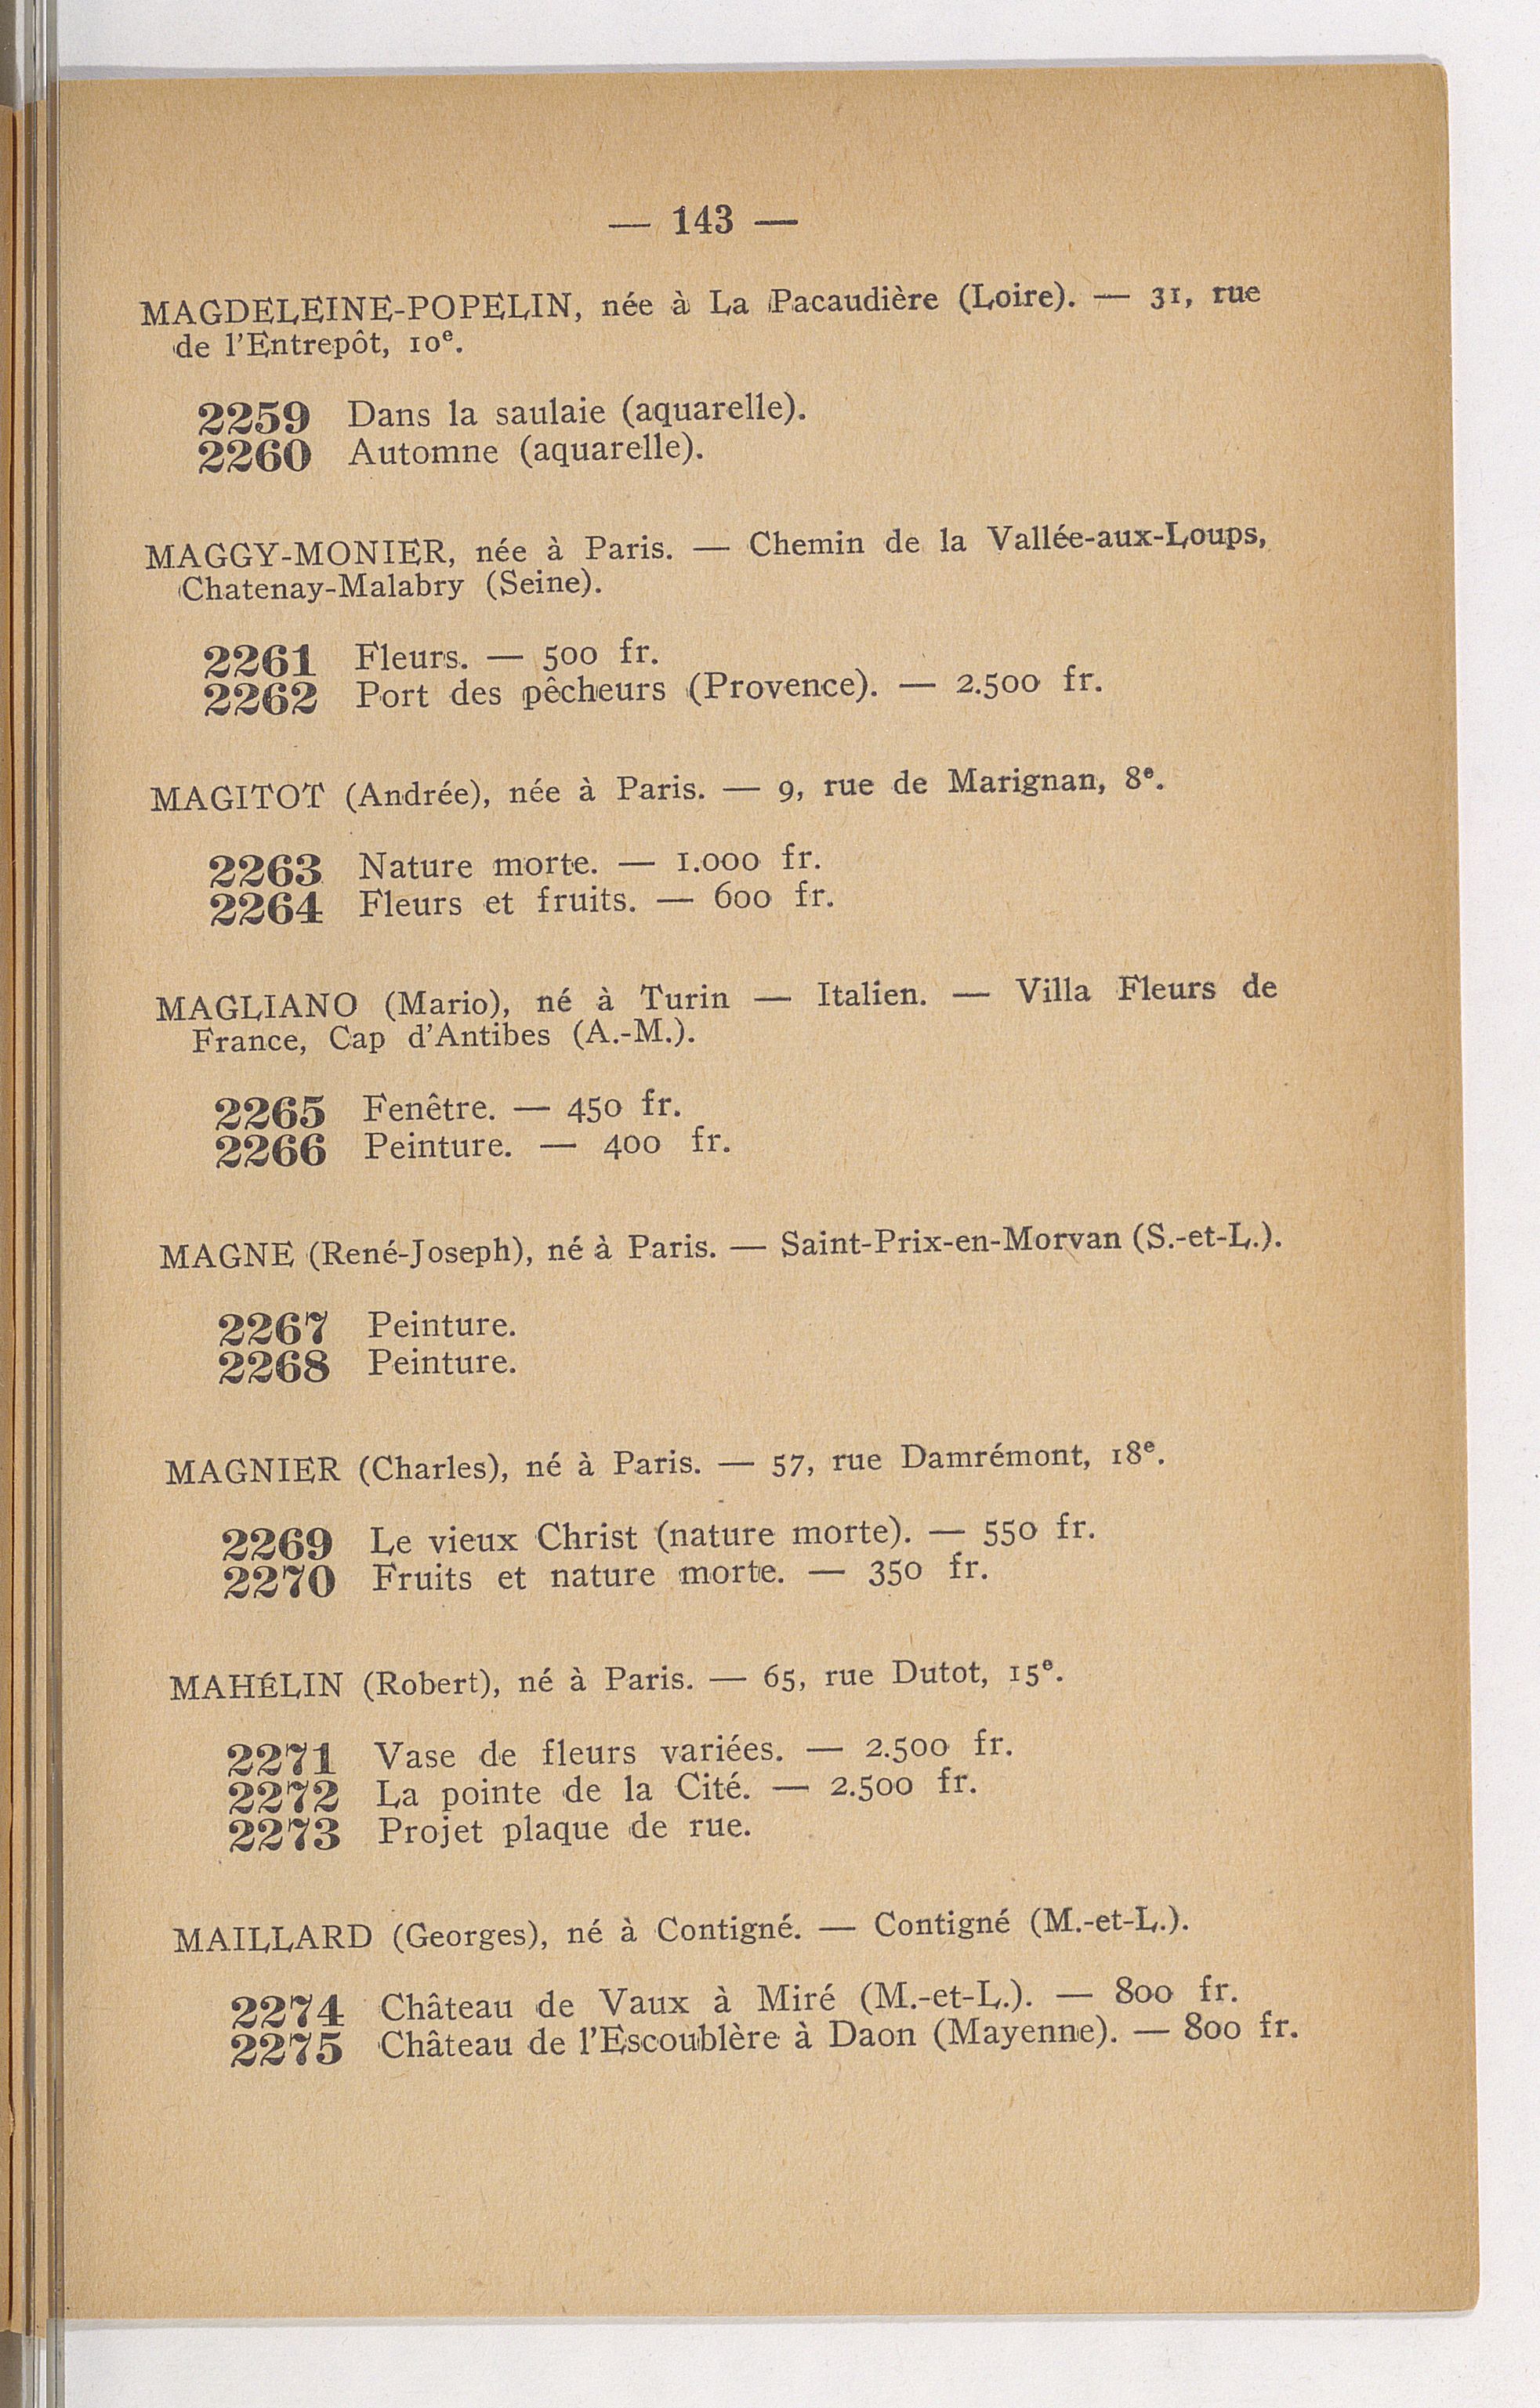 — 143 —
MAGDELEINE-POPELIN, née à La Pacaudière (Loire). — 31, rue
de l'Entrepôt, 10e.
2259 Dans la saulaie (aquarelle).
2260 Automne (aquarelle).
MAGGY-MONIER, née à Paris. — Chemin de la Vallée-aux-Loups,
Chatenay-Malabry (Seine).
2261 Fleurs. — 500 fr.
2262 Port des pêcheurs (Provence). — 2.500 fr.
MAGITOT (Andrée), née à Paris. — 9, rue de Marignan, 8e.
2263 Nature morte. — 1.000 fr.
2264 Fleurs et fruits. — 600 fr.
MAGLIANO (Mario), né à Turin — Italien. — Villa Fleurs de
France, Cap d'Antibes (A.-M.).
2265 Fenêtre. — 450 fr.
2266 Peinture. — 400 fr.
MAGNE (René-Joseph), né à Paris. — Saint-Prix-en-Morvan (S.-et-L.).
2267 Peinture.
2268 Peinture.
MAGNIER (Charles), né à Paris. — 57, rue Damrémont, 18e.
2269 Le vieux Christ (nature morte). — 550 fr.
2270 Fruits et nature morte. — 350 fr.
MAHÉLIN (Robert), né à Paris. — 65, rue Dutot, 15e.
2271 Vase de fleurs variées. — 2.500 fr.
2272 La pointe de la Cité. — 2.500 fr.
2273 Projet plaque de rue.
MAILLARD (Georges), né à Contigné. — Contigné (M.-et-L.).
2274 Château de Vaux à Miré (M.-et-L.). — 800 fr.
2275 Château de l'Escoublère à Daon (Mayenne). — 800 fr.